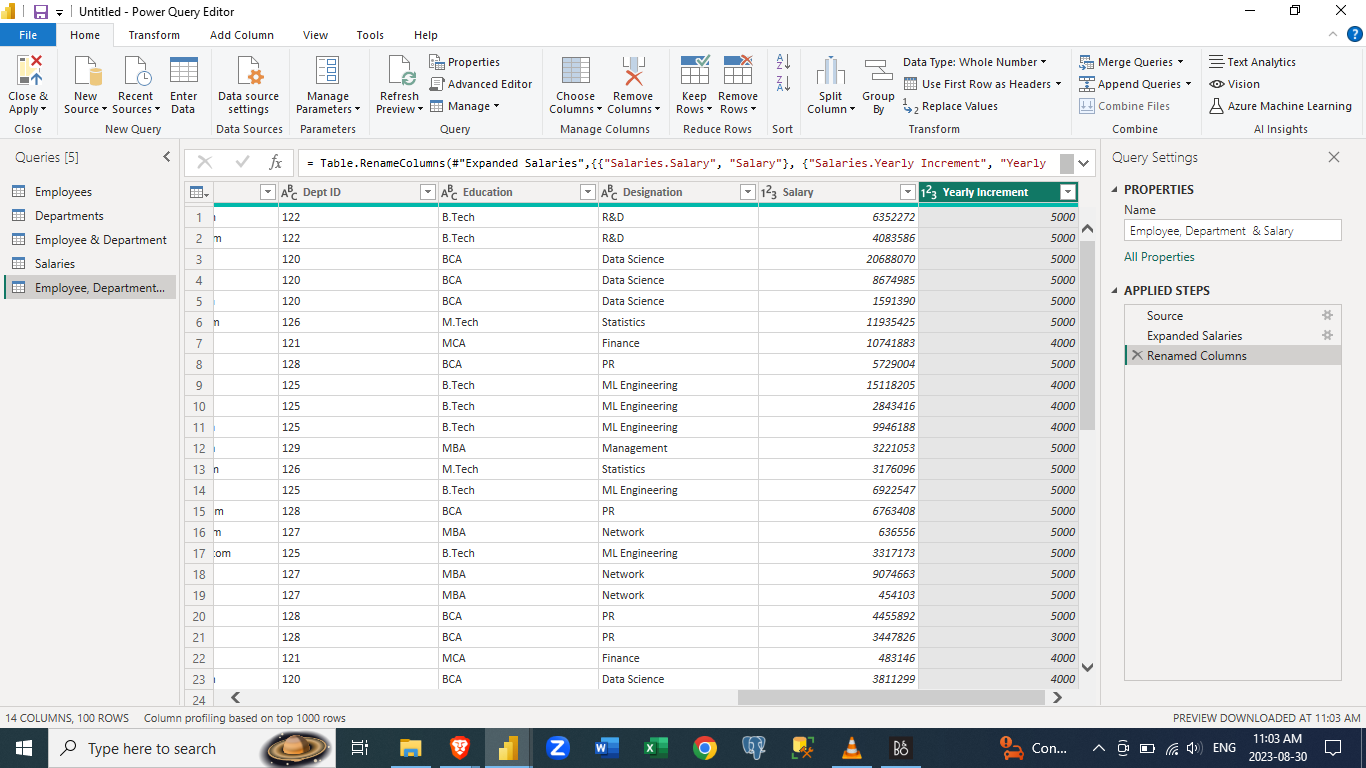 Untitled - Power Query Editor
File Home Transform Add Column View Tools Help
Close & Apply
Close
New Source
Recent Sources
Enter Data
New Query
Data source settings
Data Sources
Manage Parameters
Parameters
Refresh Preview
Properties
Advanced Editor
Manage
Query
Choose Columns
Remove Columns
Manage Columns
Keep Rows
Remove Rows
Reduce Rows
Sort
Split Column
Group By
Data Type: Whole Number
Use First Row as Headers
Replace Values
Transform
Merge Queries
Append Queries
Combine Files
Combine
Text Analytics
Vision
Azure Machine Learning
AI Insights
Queries [5]
Employees
Departments
Employee & Department
Salaries
Employee, Department...
fx = Table.RenameColumns(#"Expanded Salaries",{{"Salaries.Salary", "Salary"}, {"Salaries.Yearly Increment", "Yearly
Dept ID Education Designation Salary Yearly Increment
1 122 B.Tech R&D 6352272 5000
2 m 122 B.Tech R&D 4083586 5000
3 120 BCA Data Science 20688070 5000
4 120 BCA Data Science 8674985 5000
5 120 BCA Data Science 1591390 5000
6 m 126 M.Tech Statistics 11935425 5000
7 121 MCA Finance 10741883 4000
8 128 BCA PR 5729004 5000
9 125 B.Tech ML Engineering 15118205 4000
10 125 B.Tech ML Engineering 2843416 4000
11 125 B.Tech ML Engineering 9946188 4000
12 129 MBA Management 3221053 5000
13 m 126 M.Tech Statistics 3176096 5000
14 125 B.Tech ML Engineering 6922547 5000
15 om 128 BCA PR 6763408 5000
16 m 127 MBA Network 636556 5000
17 com 125 B.Tech ML Engineering 3317173 5000
18 127 MBA Network 9074663 5000
19 127 MBA Network 454103 5000
20 128 BCA PR 4455892 5000
21 128 BCA PR 3447826 3000
22 121 MCA Finance 483146 4000
23 120 BCA Data Science 3811299 4000
24
Query Settings
PROPERTIES
Name
Employee, Department & Salary
All Properties
APPLIED STEPS
Source
Expanded Salaries
Renamed Columns
14 COLUMNS, 100 ROWS Column profiling based on top 1000 rows
PREVIEW DOWNLOADED AT 11:03 AM
Type here to search
Con...
ENG
11:03 AM
2023-08-30